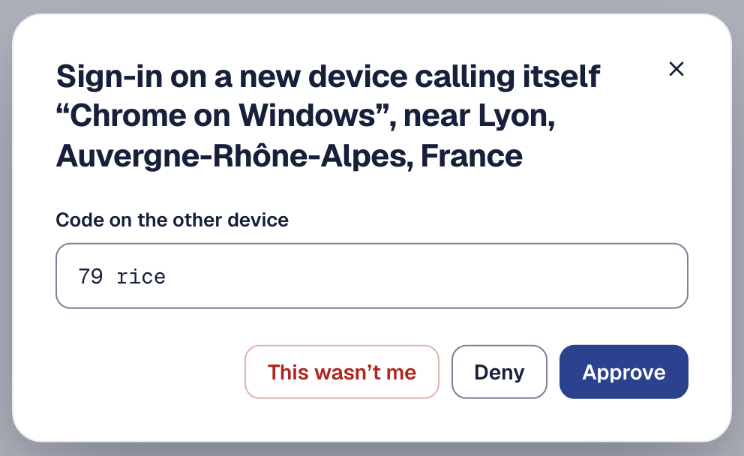 Sign-in on a new device calling itself
“Chrome on Windows”, near Lyon,
Auvergne-Rhône-Alpes, France
Code on the other device
79 rice
This wasn’t me
Deny
Approve